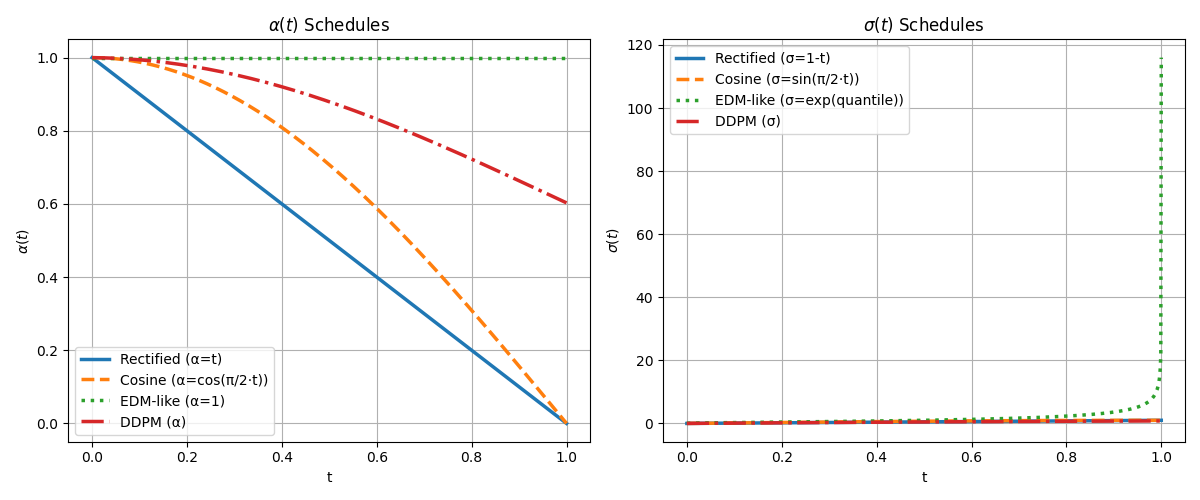 α(t) Schedules
α(t)
1.0
0.8
0.6
0.4
0.2
0.0
Rectified (α=t)
Cosine (α=cos(π/2·t))
EDM-like (α=1)
DDPM (α)
0.0 0.2 0.4 0.6 0.8 1.0
t
σ(t) Schedules
σ(t)
120
100
80
60
40
20
0
Rectified (σ=1-t)
Cosine (σ=sin(π/2·t))
EDM-like (σ=exp(quantile))
DDPM (σ)
0.0 0.2 0.4 0.6 0.8 1.0
t